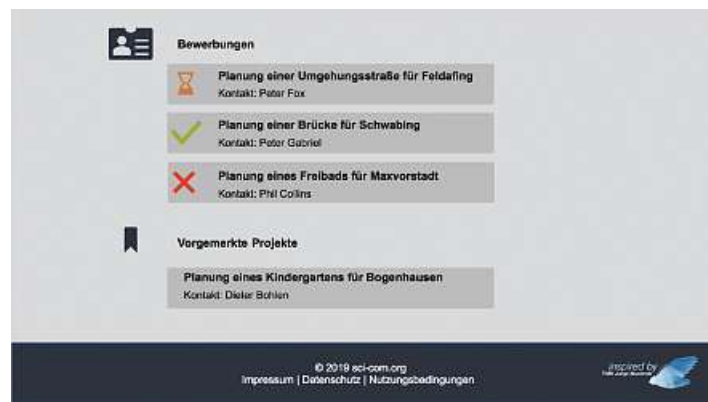 Bewerbungen
Planung einer Umgehungsstraße für Feldafing
Kontakt: Peter Fox
Planung einer Brücke für Schwabing
Kontakt: Peter Gabriel
Planung eines Freibads für Maxvorstadt
Kontakt: Phil Collins
Vorgemerkte Projekte
Planung eines Kindergartens für Bogenhausen
Kontakt: Dieter Bohlen
© 2019 sci-com.org
Impressum | Datenschutz | Nutzungsbedingungen
inspired by